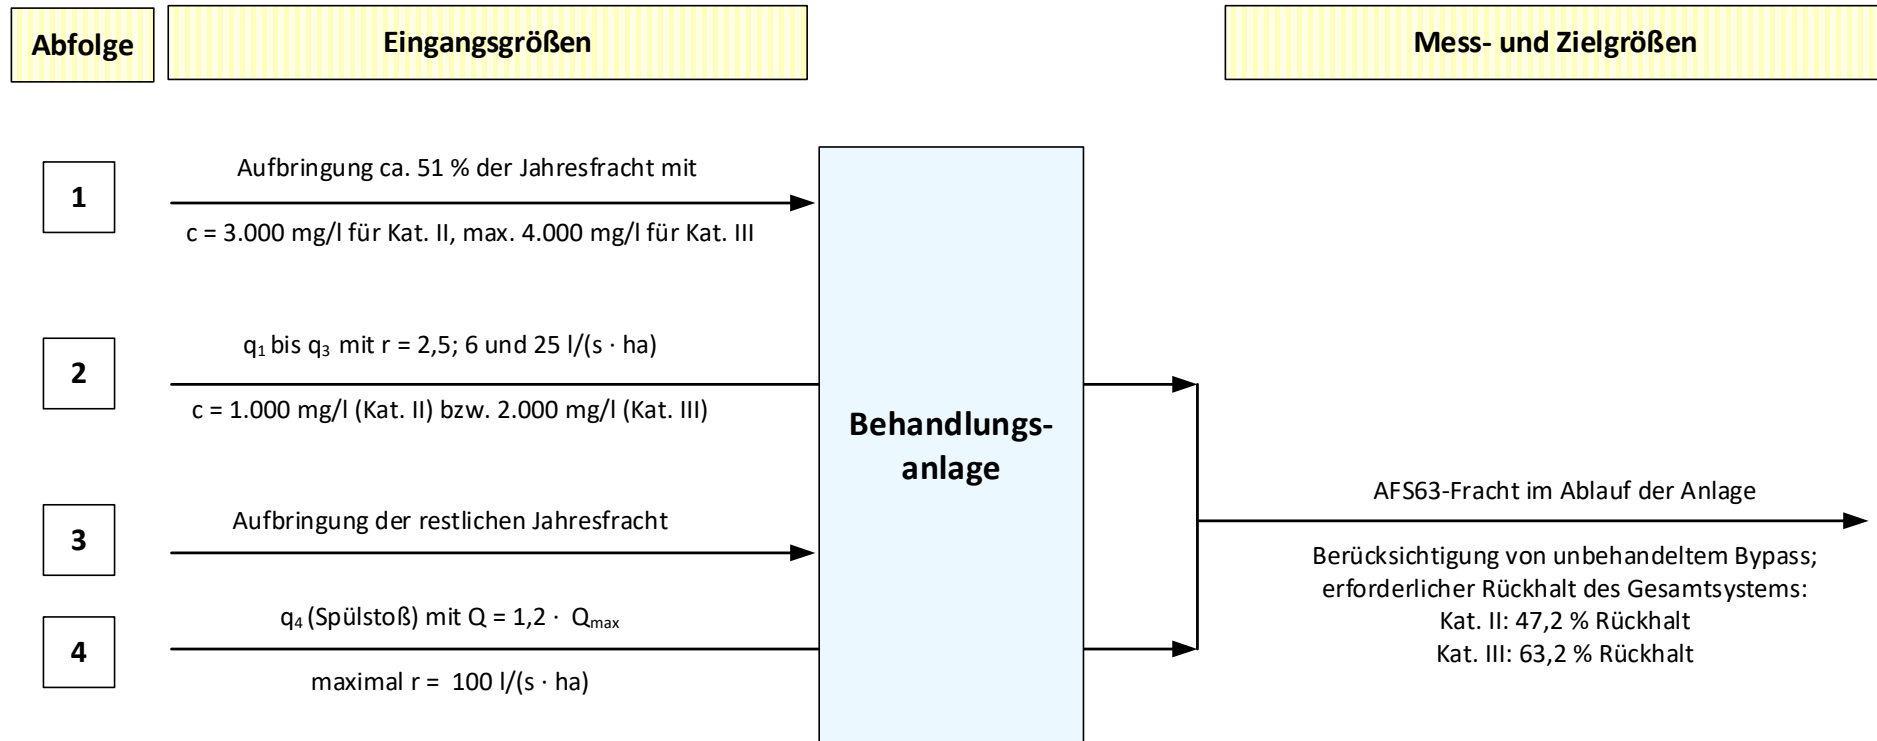 Abfolge
Eingangsgrößen
Mess- und Zielgrößen
1
Aufbringung ca. 51 % der Jahresfracht mit
c = 3.000 mg/l für Kat. II, max. 4.000 mg/l für Kat. III
2
q₁ bis q₃ mit r = 2,5; 6 und 25 l/(s · ha)
c = 1.000 mg/l (Kat. II) bzw. 2.000 mg/l (Kat. III)
Behandlungs-
anlage
3
Aufbringung der restlichen Jahresfracht
4
q₄ (Spülstoß) mit Q = 1,2 · Qmax
maximal r = 100 l/(s · ha)
AFS63-Fracht im Ablauf der Anlage
Berücksichtigung von unbehandeltem Bypass;
erforderlicher Rückhalt des Gesamtsystems:
Kat. II: 47,2 % Rückhalt
Kat. III: 63,2 % Rückhalt